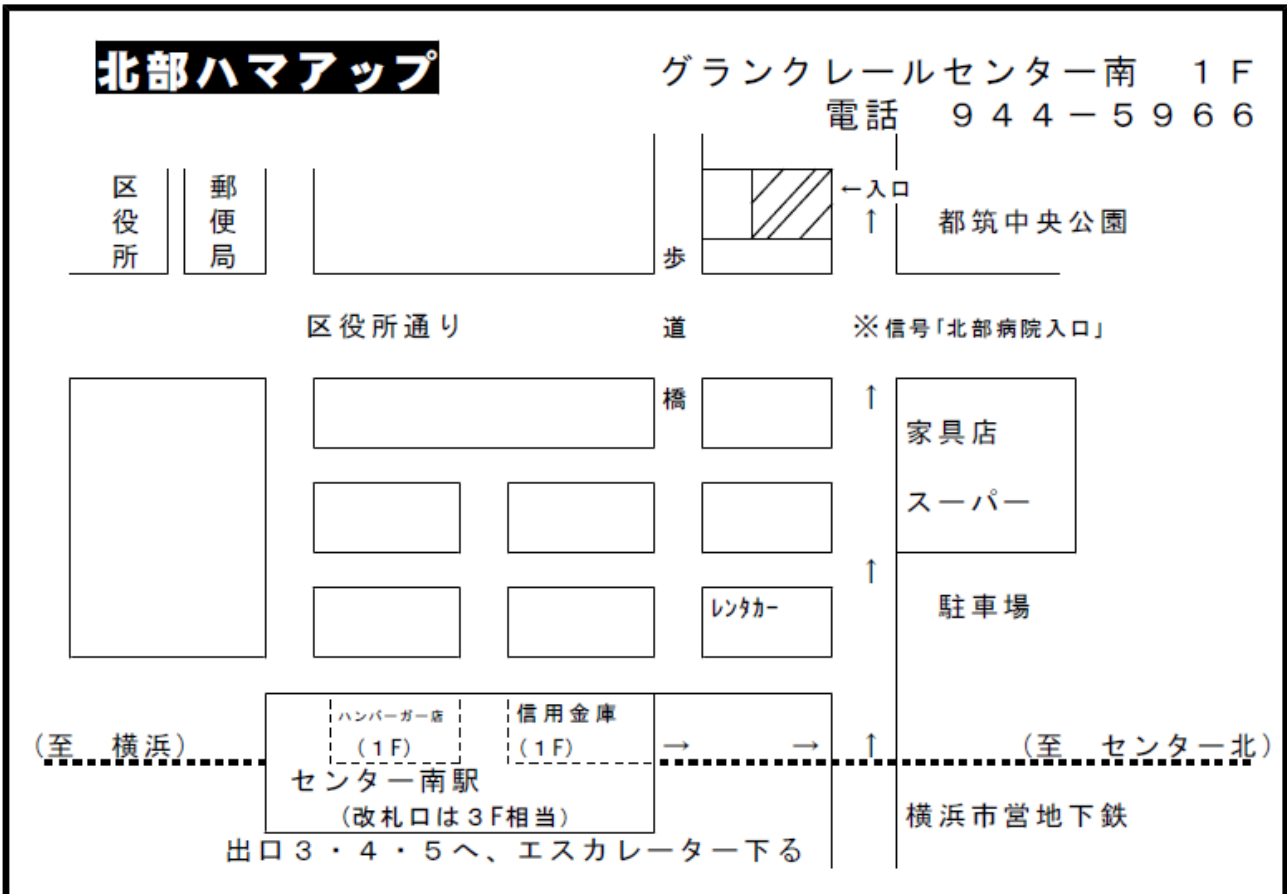 北部ハマアップ
グランクレールセンター南　１Ｆ
電話　９４４－５９６６
区役所
郵便局
←入口
↑
都筑中央公園
歩道橋
区役所通り
※信号「北部病院入口」
↑
家具店
スーパー
↑
ﾚﾝﾀｶｰ
駐車場
ハンバーガー店
（１F）
信用金庫
（１F）
（至　横浜）
→　→　↑
（至　センター北）
センター南駅
（改札口は３F相当）
横浜市営地下鉄
出口３・４・５へ、エスカレーター下る